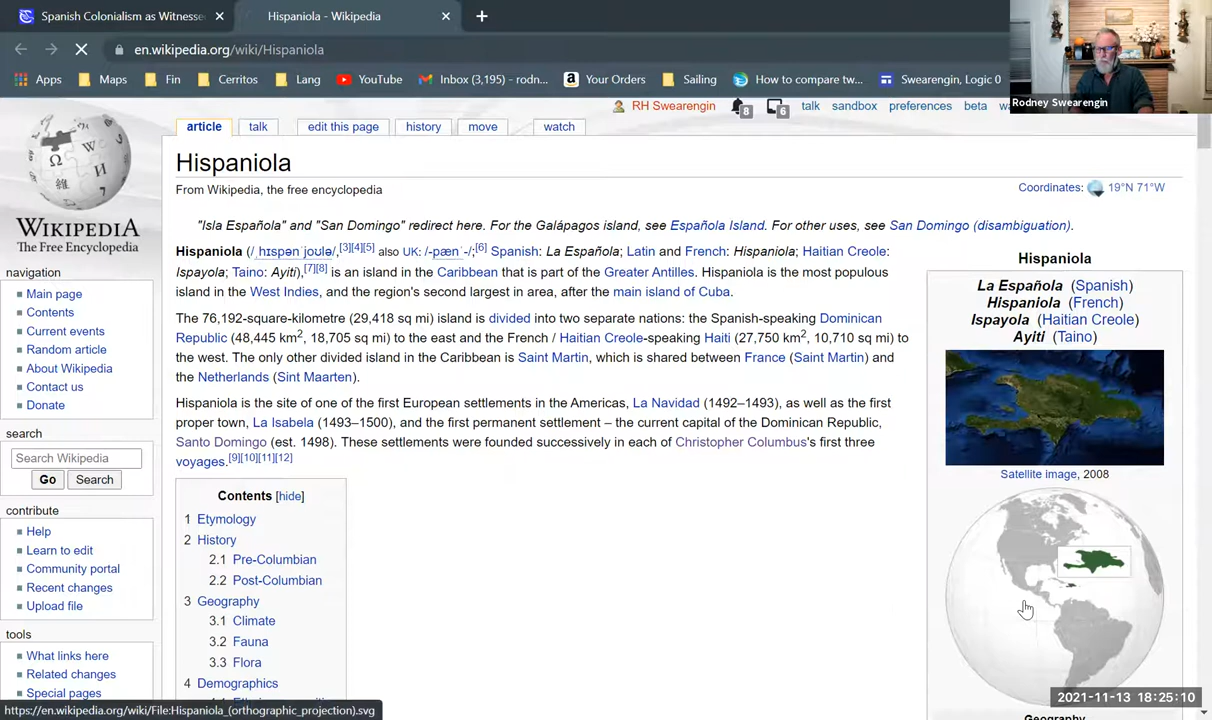 Spanish Colonialism as Witnesse
Hispaniola - Wikipedia
en.wikipedia.org/wiki/Hispaniola
Apps Maps Fin Cerritos Lang YouTube Inbox (3,195) - rodn... Your Orders Sailing How to compare tw... Swearengin, Logic 0
Rodney Swearengin
RH Swearengin 8 6 talk sandbox preferences beta
article talk edit this page history move watch
Hispaniola
From Wikipedia, the free encyclopedia
Coordinates: 19°N 71°W
"Isla Española" and "San Domingo" redirect here. For the Galápagos island, see Española Island. For other uses, see San Domingo (disambiguation).
Hispaniola (/ˌhɪspənˈjoʊlə/,[3][4][5] also UK: /-pænˈ-/;[6] Spanish: La Española; Latin and French: Hispaniola; Haitian Creole:
Ispayola; Taino: Ayiti),[7][8] is an island in the Caribbean that is part of the Greater Antilles. Hispaniola is the most populous
island in the West Indies, and the region's second largest in area, after the main island of Cuba.
The 76,192-square-kilometre (29,418 sq mi) island is divided into two separate nations: the Spanish-speaking Dominican
Republic (48,445 km2, 18,705 sq mi) to the east and the French / Haitian Creole-speaking Haiti (27,750 km2, 10,710 sq mi) to
the west. The only other divided island in the Caribbean is Saint Martin, which is shared between France (Saint Martin) and
the Netherlands (Sint Maarten).
Hispaniola is the site of one of the first European settlements in the Americas, La Navidad (1492–1493), as well as the first
proper town, La Isabela (1493–1500), and the first permanent settlement – the current capital of the Dominican Republic,
Santo Domingo (est. 1498). These settlements were founded successively in each of Christopher Columbus's first three
voyages.[9][10][11][12]
Contents [hide]
1 Etymology
2 History
2.1 Pre-Columbian
2.2 Post-Columbian
3 Geography
3.1 Climate
3.2 Fauna
3.3 Flora
4 Demographics
Hispaniola
La Española (Spanish)
Hispaniola (French)
Ispayola (Haitian Creole)
Ayiti (Taino)
Satellite image, 2008
Geography
WIKIPEDIA
The Free Encyclopedia
navigation
Main page
Contents
Current events
Random article
About Wikipedia
Contact us
Donate
search
Search Wikipedia
Go Search
contribute
Help
Learn to edit
Community portal
Recent changes
Upload file
tools
What links here
Related changes
Special pages
https://en.wikipedia.org/wiki/File:Hispaniola_(orthographic_projection).svg
2021-11-13 18:25:10